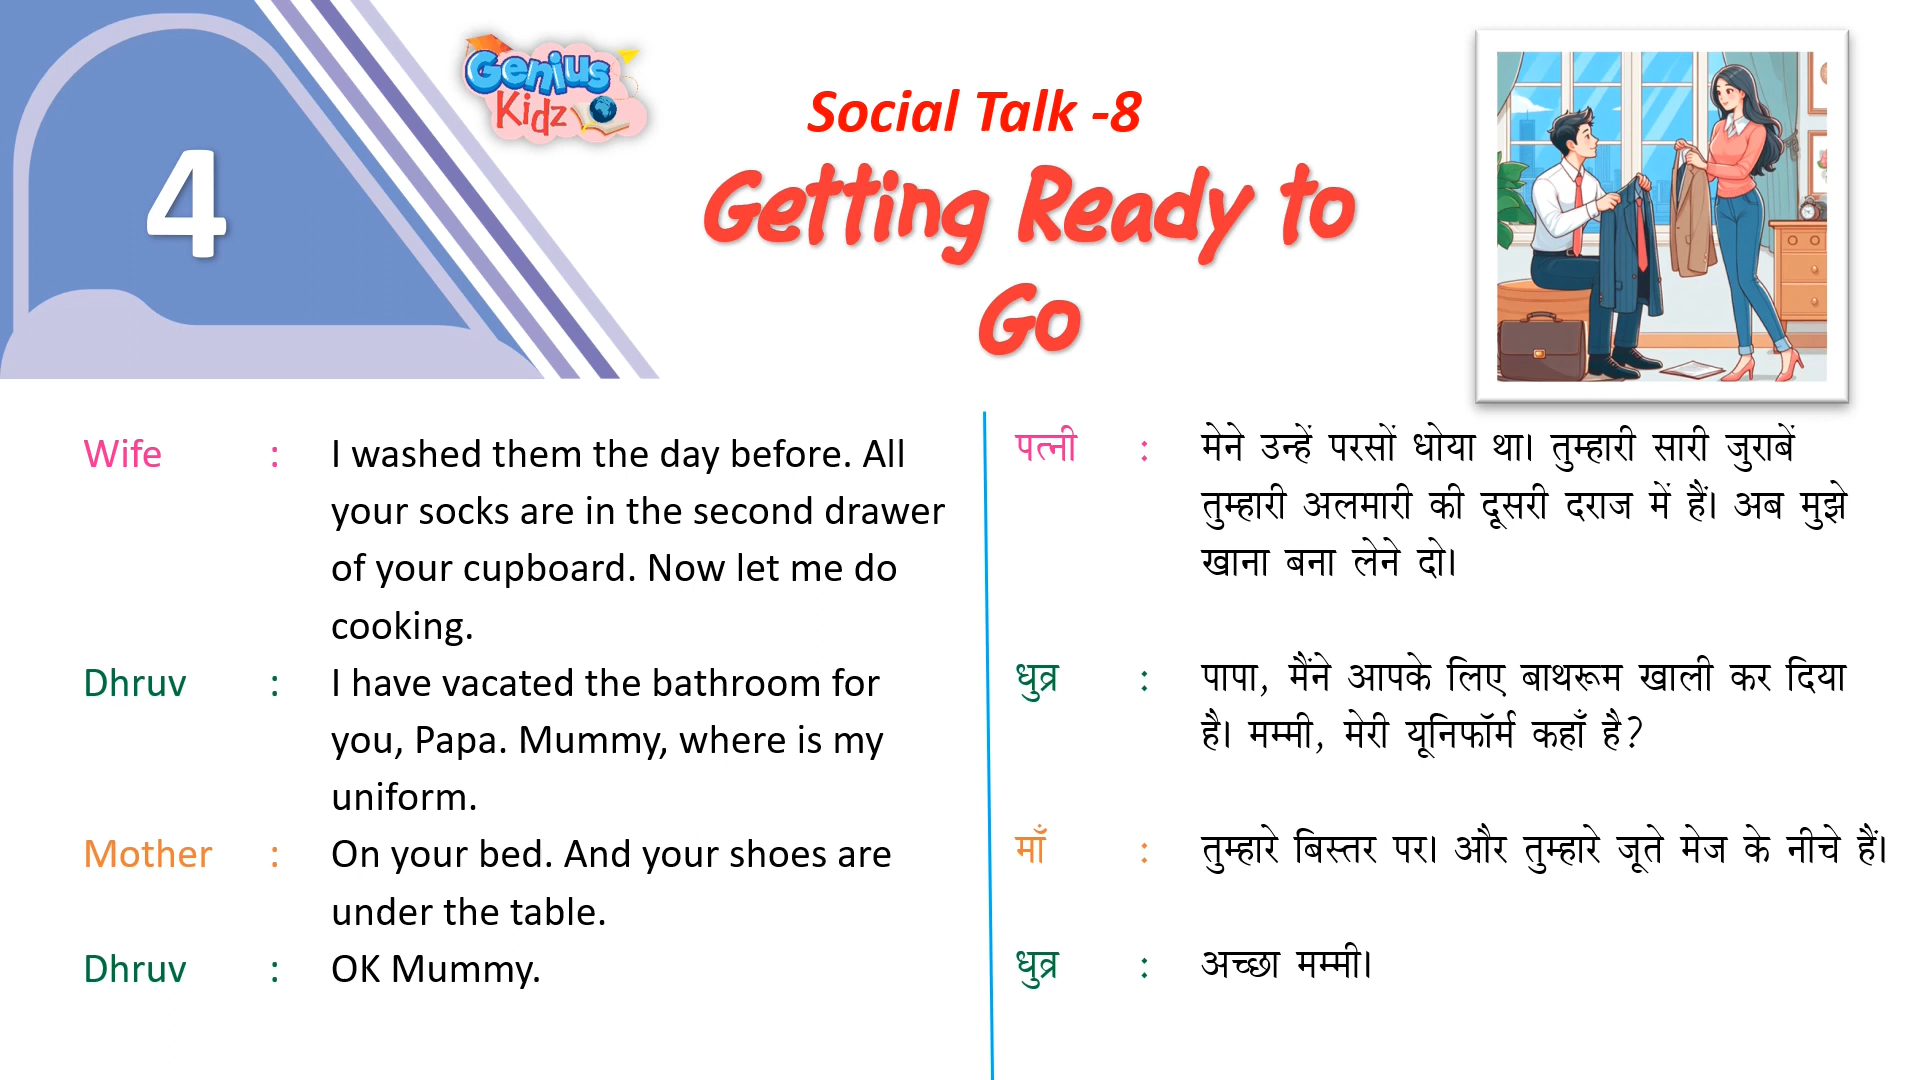 4
Genius
Kidz
Social Talk -8
Getting Ready to
Go
Wife : I washed them the day before. All
your socks are in the second drawer
of your cupboard. Now let me do
cooking.
Dhruv : I have vacated the bathroom for
you, Papa. Mummy, where is my
uniform.
Mother : On your bed. And your shoes are
under the table.
Dhruv : OK Mummy.
पत्नी : मेने उन्हें परसों धोया था। तुम्हारी सारी जुराबें
तुम्हारी अलमारी की दूसरी दराज में हैं। अब मुझे
खाना बना लेने दो।
धुव्र : पापा, मैंने आपके लिए बाथरूम खाली कर दिया
है। मम्मी, मेरी यूनिफॉर्म कहाँ है?
माँ : तुम्हारे बिस्तर पर। और तुम्हारे जूते मेज के नीचे हैं।
धुव्र : अच्छा मम्मी।